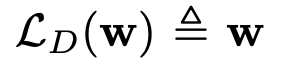 𝓛_D(𝐰) ≜ 𝐰